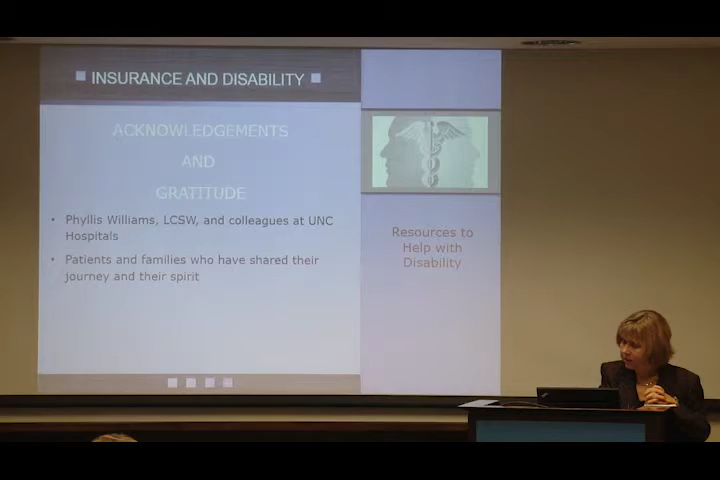 INSURANCE AND DISABILITY
ACKNOWLEDGEMENTS
AND
GRATITUDE
• Phyllis Williams, LCSW, and colleagues at UNC
Hospitals
• Patients and families who have shared their
journey and their spirit
Resources to
Help with
Disability